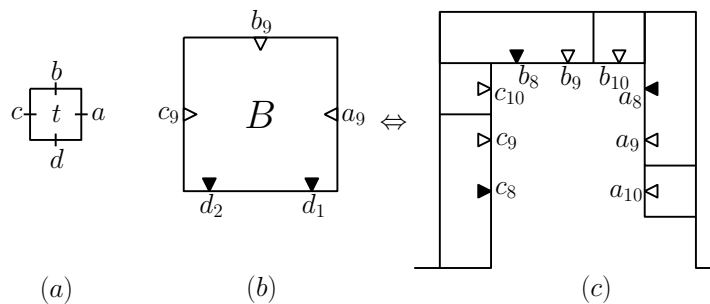 b
c t a
d
(a)
b₉
c₉ B a₉
d₂ d₁
(b)
⇔
b₈ b₉ b₁₀
c₁₀ a₈
c₉ a₉
c₈ a₁₀
(c)